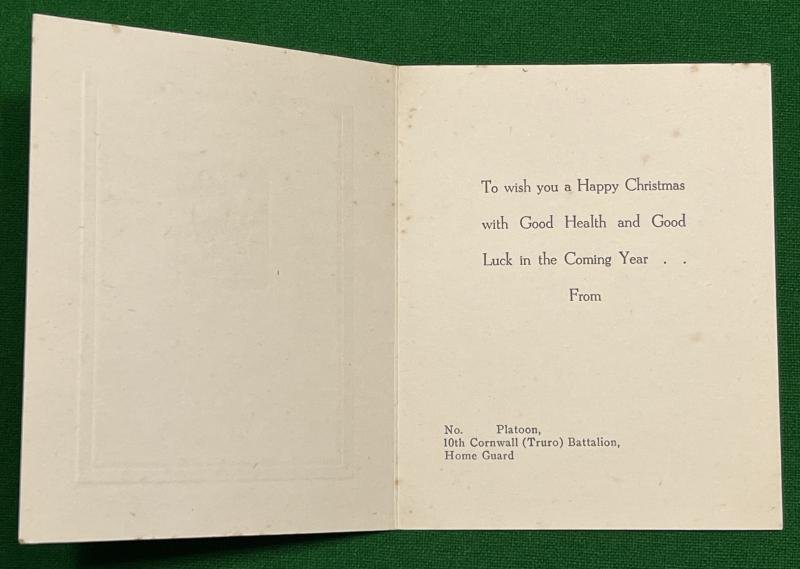 To wish you a Happy Christmas
with Good Health and Good
Luck in the Coming Year . .
From
No. Platoon,
10th Cornwall (Truro) Battalion,
Home Guard